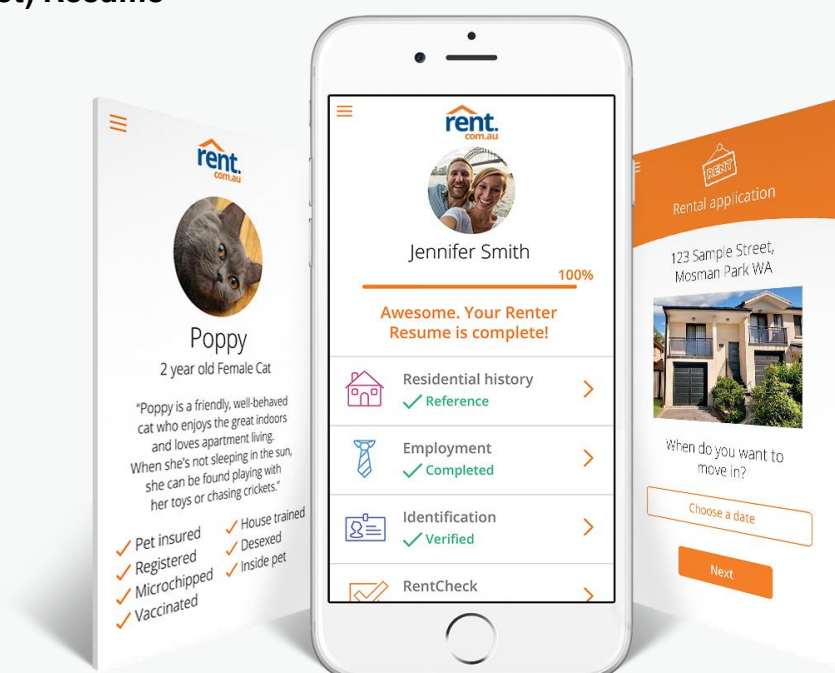 Resume
rent.
com.au
Poppy
2 year old Female Cat
"Poppy is a friendly, well-behaved
cat who enjoys the great indoors
and loves apartment living.
When she's not sleeping in the sun,
she can be found playing with
her toys or chasing crickets."
Pet insured
Registered
Microchipped
Vaccinated
House trained
Desexed
Inside pet
rent.
com.au
Jennifer Smith
100%
Awesome. Your Renter
Resume is complete!
Residential history
Reference
Employment
Completed
Identification
Verified
RentCheck
RENT
Rental application
123 Sample Street,
Mosman Park WA
When do you want to
move in?
Choose a date
Next